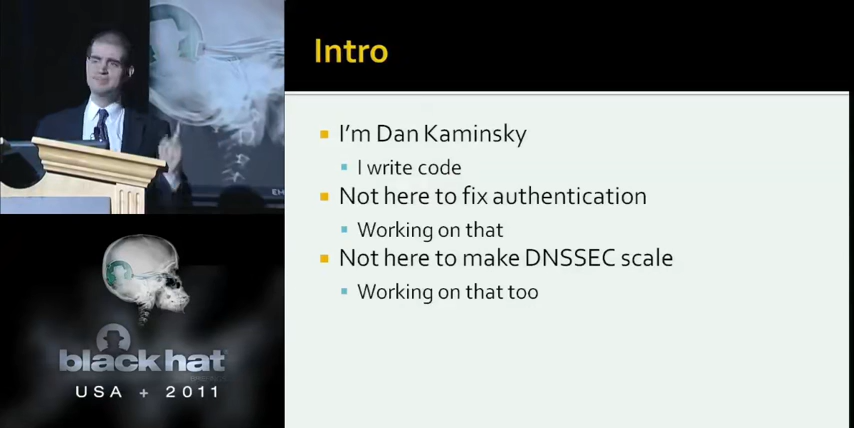 Intro
I'm Dan Kaminsky
I write code
Not here to fix authentication
Working on that
Not here to make DNSSEC scale
Working on that too
EH
black hat
USA + 2011